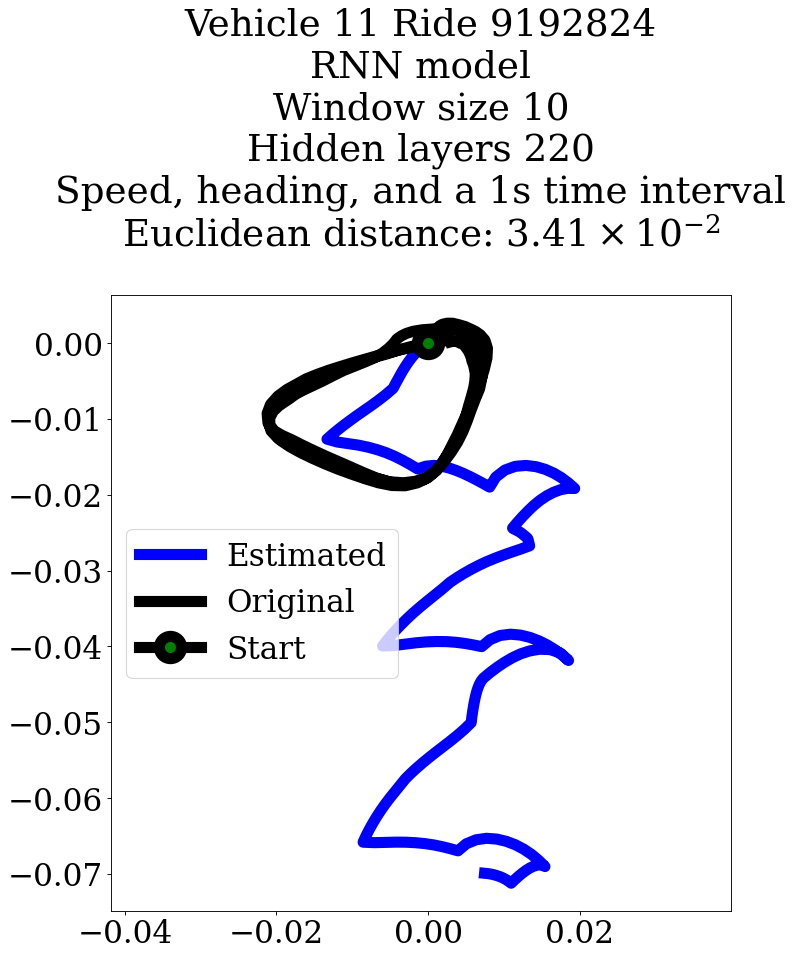 Vehicle 11 Ride 9192824
RNN model
Window size 10
Hidden layers 220
Speed, heading, and a 1s time interval
Euclidean distance: 3.41 × 10⁻²
0.00
−0.01
−0.02
−0.03
−0.04
−0.05
−0.06
−0.07
Estimated
Original
Start
−0.04 −0.02 0.00 0.02